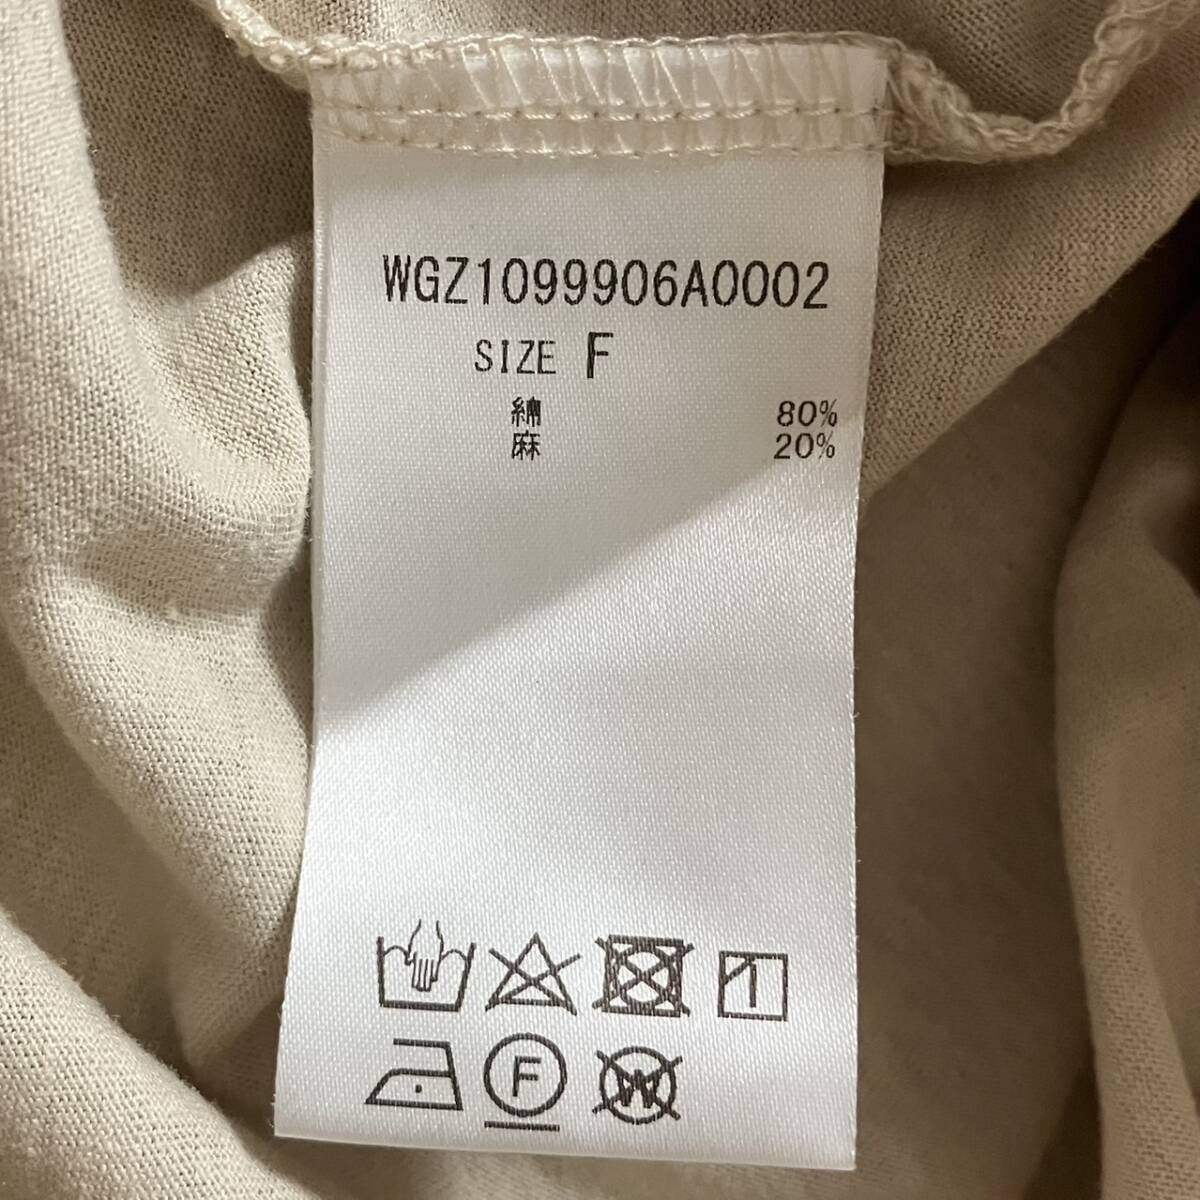 WGZ1099906A0002
SIZE F
綿 80%
麻 20%
F
W